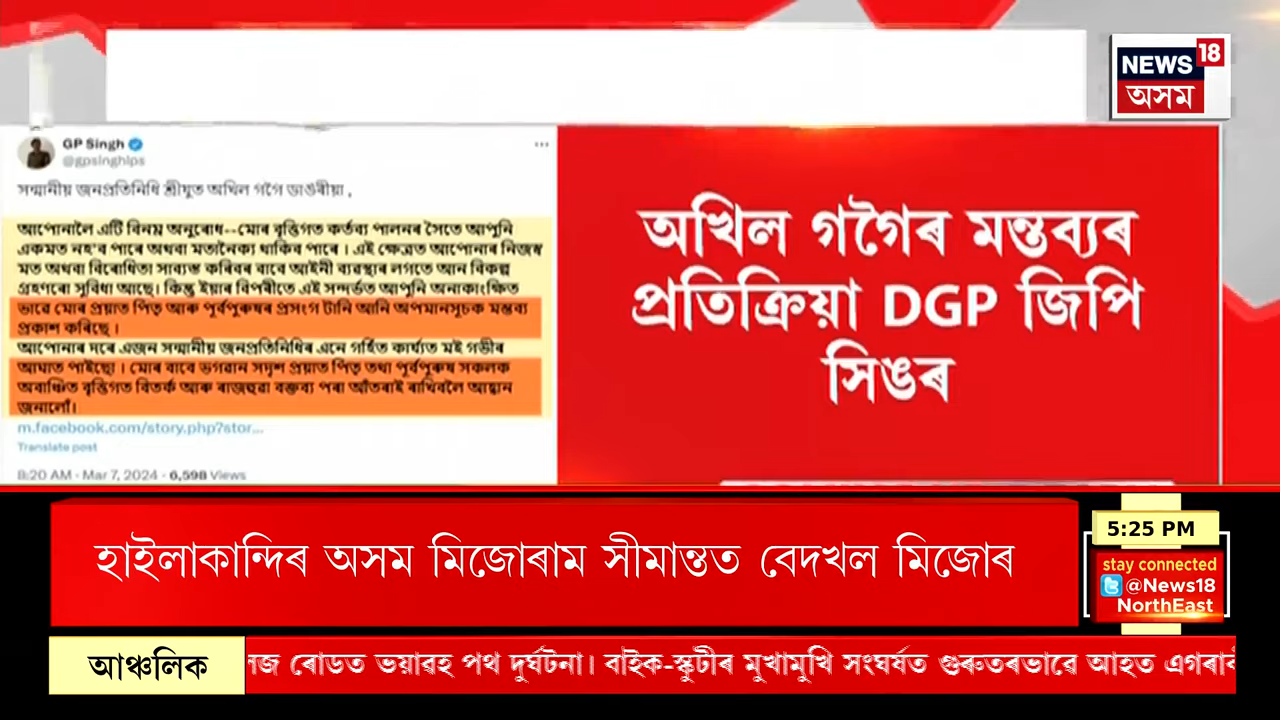 NEWS 18
অসম
GP Singh
@gpsinghips
সন্মানীয় জনপ্ৰতিনিধি শ্ৰীযুত অখিল গগৈ ডাঙৰীয়া ,
আপোনালৈ এটি বিনম্ৰ অনুৰোধ--মোৰ বৃত্তিগত কৰ্তব্য পালনৰ সৈতে আপুনি
একমত নহ'ব পাৰে অথবা মতানৈক্য থাকিব পাৰে । এই ক্ষেত্ৰত আপোনাৰ নিজস্ব
মত অথবা বিৰোধিতা সাব্যস্ত কৰিবৰ বাবে আইনী ব্যৱস্থাৰ লগতে আন বিকল্প
গ্ৰহণৰো সুবিধা আছে। কিন্তু ইয়াৰ বিপৰীতে এই সন্দৰ্ভত আপুনি অনাকাংক্ষিত
ভাৱে মোৰ প্ৰয়াত পিতৃ আৰু পূৰ্বপুৰুষৰ প্ৰসংগ টানি আনি অপমানসূচক মন্তব্য
প্ৰকাশ কৰিছে ।
আপোনাৰ দৰে এজন সন্মানীয় জনপ্ৰতিনিধিৰ এনে গৰ্হিত কাৰ্য্যত মই গভীৰ
আঘাত পাইছো । মোৰ বাবে ভগৱান সদৃশ প্ৰয়াত পিতৃ তথা পূৰ্বপুৰুষ সকলক
অবাঞ্চিত বৃত্তিগত বিতৰ্ক আৰু ৰাজহুৱা বক্তব্য পৰা আঁতৰাই ৰাখিবলৈ আহ্বান
জনালোঁ।
m.facebook.com/story.php?stor...
Translate post
8:20 AM - Mar 7, 2024 - 6,598 Views
অখিল গগৈৰ মন্তব্যৰ
প্ৰতিক্ৰিয়া DGP জিপি
সিঙৰ
হাইলাকান্দিৰ অসম মিজোৰাম সীমান্তত বেদখল মিজোৰ
5:25 PM
stay connected
@News18
NorthEast
আঞ্চলিক
ৰোডত ভয়াৱহ পথ দুৰ্ঘটনা। বাইক-স্কুটীৰ মুখামুখি সংঘৰ্ষত গুৰুতৰভাৱে আহত